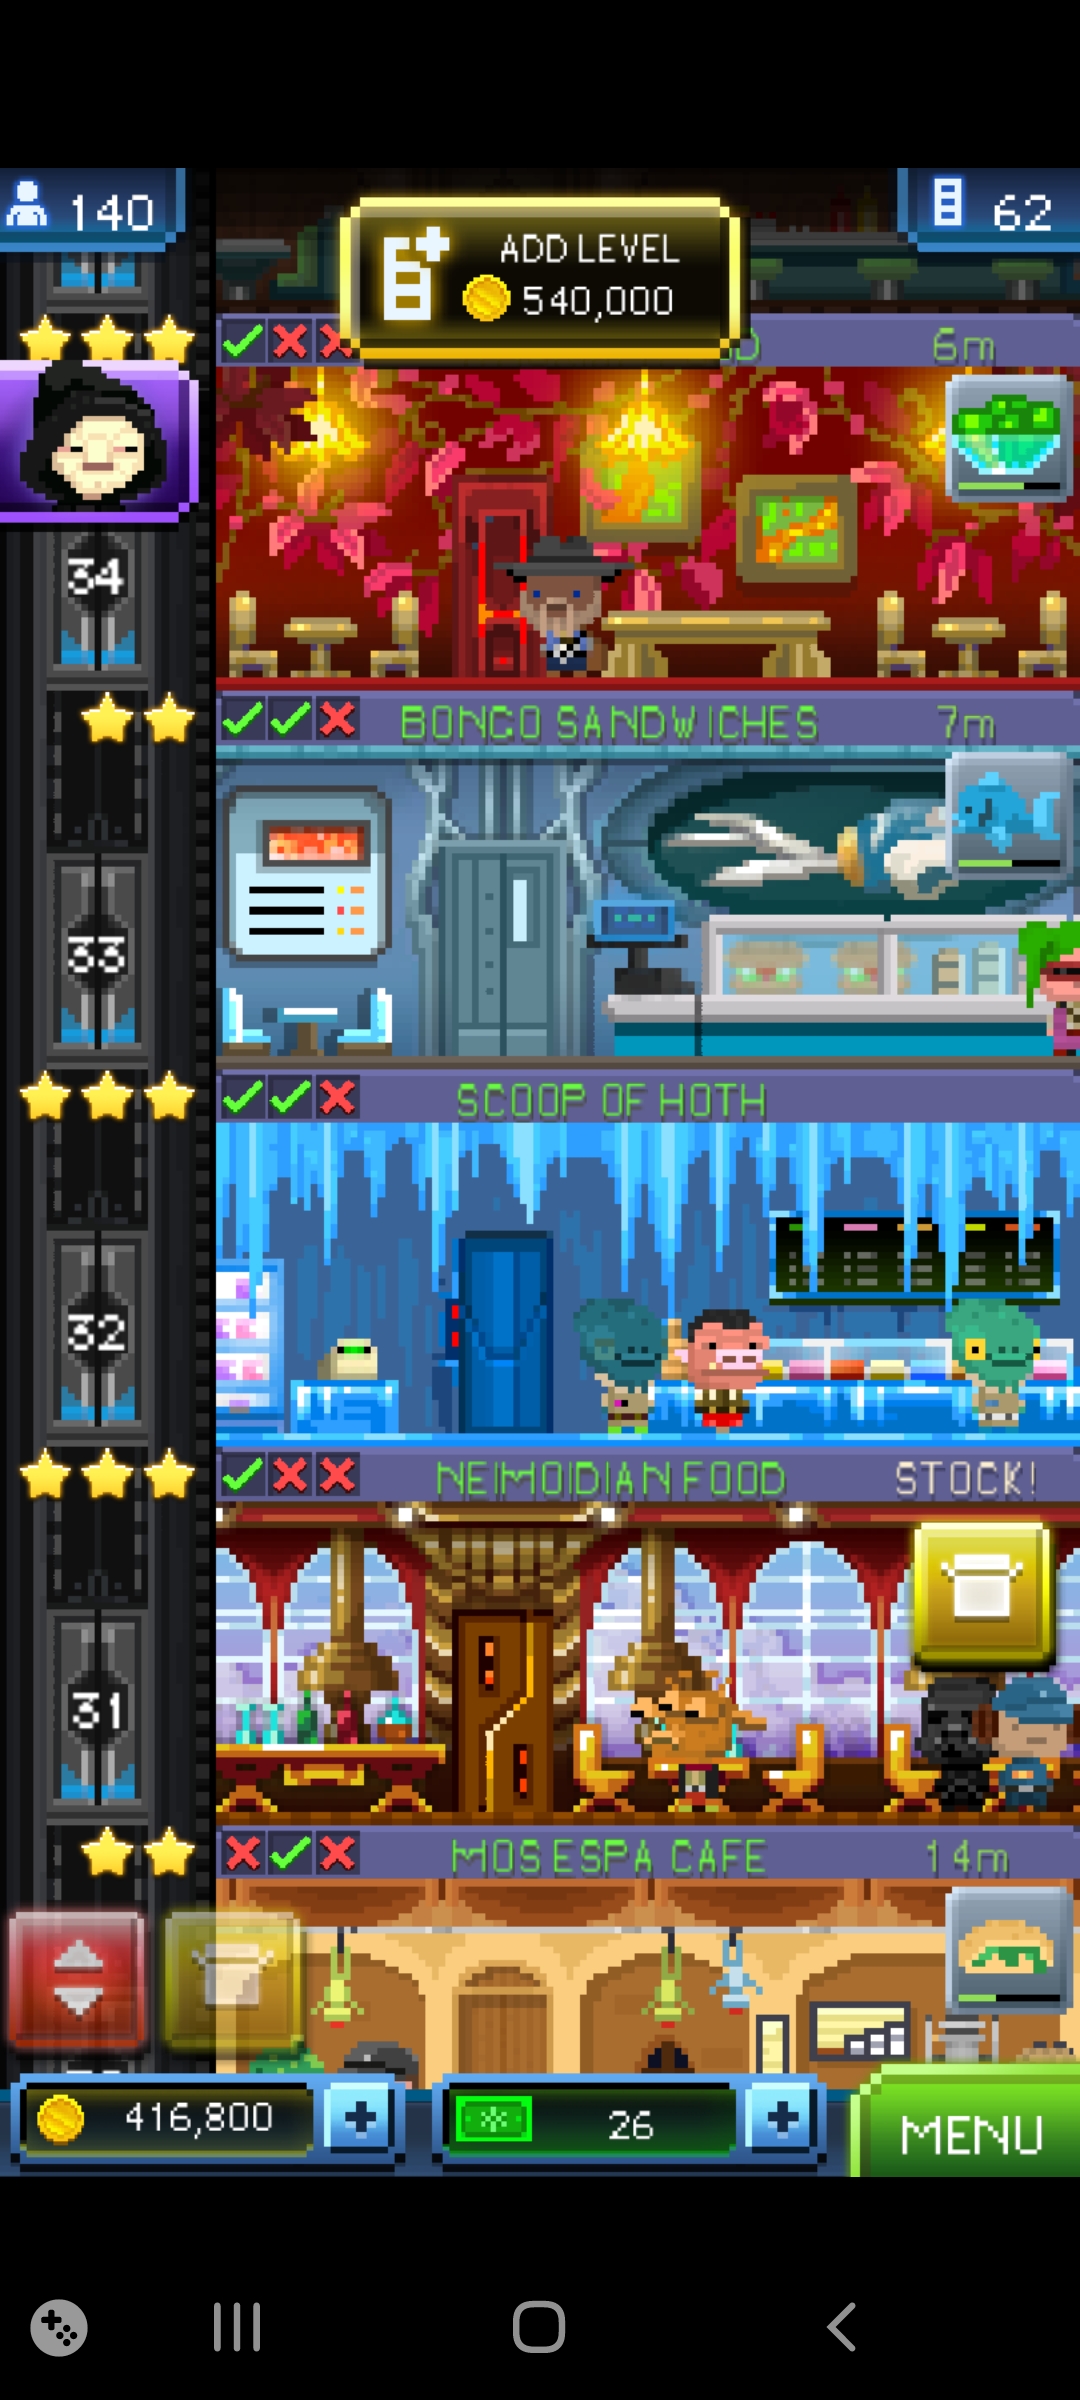 140
62
ADD LEVEL
540,000
6m
34
BONGO SANDWICHES
7m
33
SCOOP OF HOTH
32
NEIMOIDIAN FOOD
STOCK!
31
MOS ESPA CAFE
14m
416,800
26
MENU